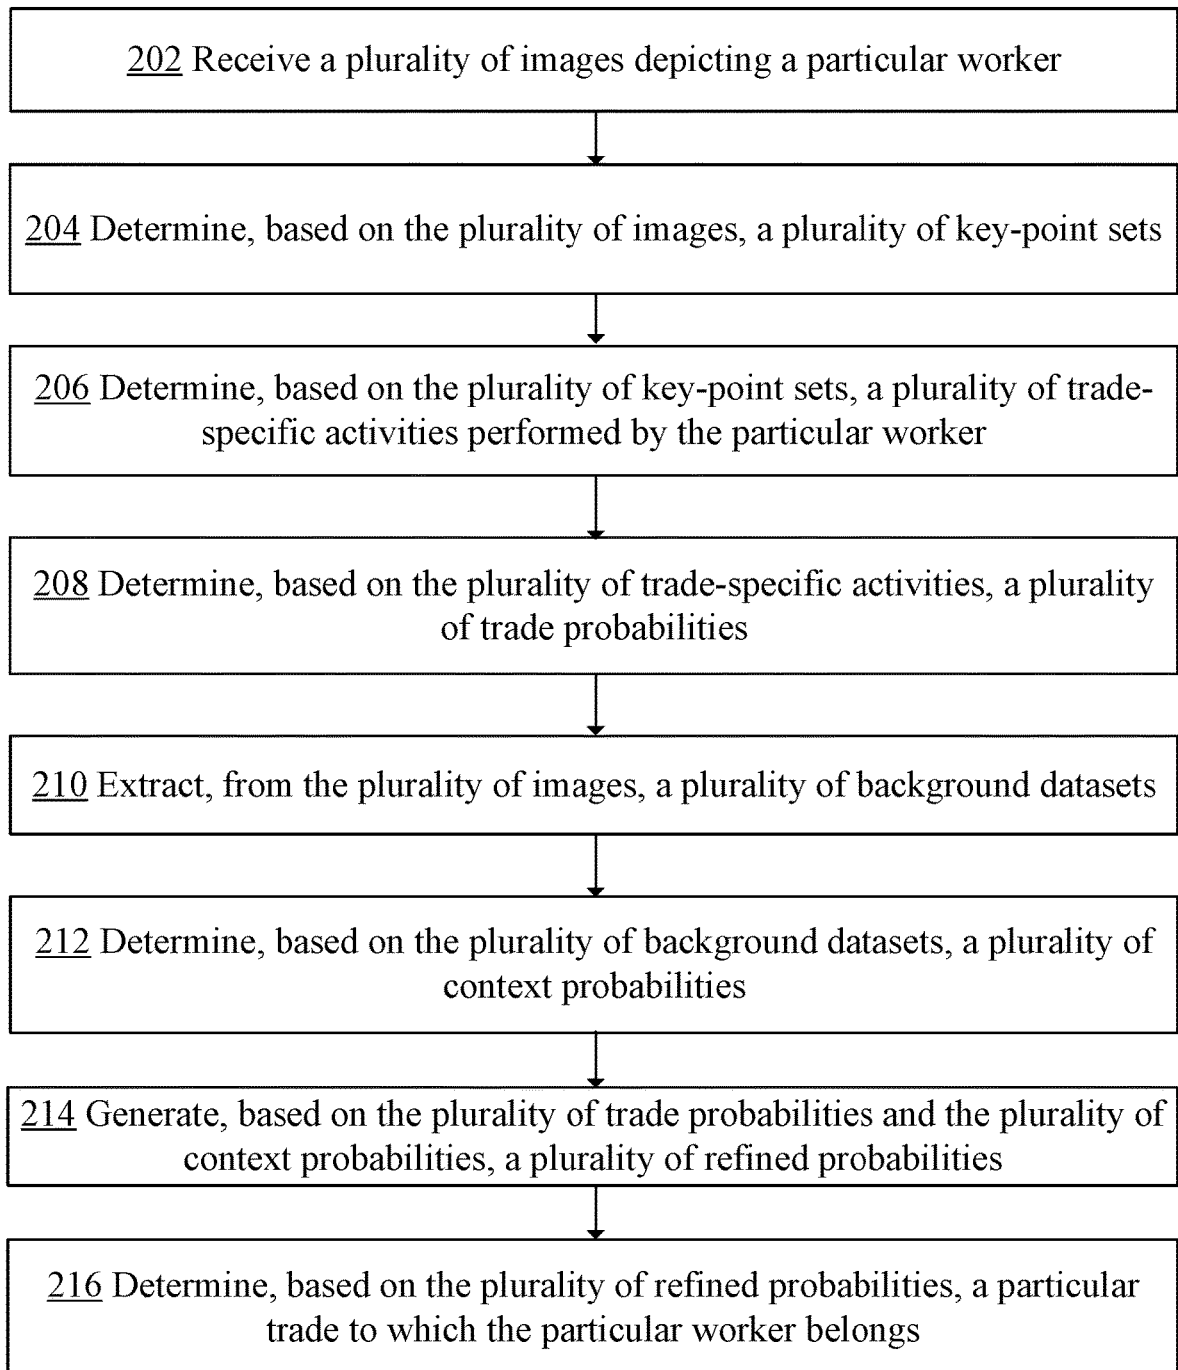 202 Receive a plurality of images depicting a particular worker
204 Determine, based on the plurality of images, a plurality of key-point sets
206 Determine, based on the plurality of key-point sets, a plurality of trade-
specific activities performed by the particular worker
208 Determine, based on the plurality of trade-specific activities, a plurality
of trade probabilities
210 Extract, from the plurality of images, a plurality of background datasets
212 Determine, based on the plurality of background datasets, a plurality of
context probabilities
214 Generate, based on the plurality of trade probabilities and the plurality of
context probabilities, a plurality of refined probabilities
216 Determine, based on the plurality of refined probabilities, a particular
trade to which the particular worker belongs